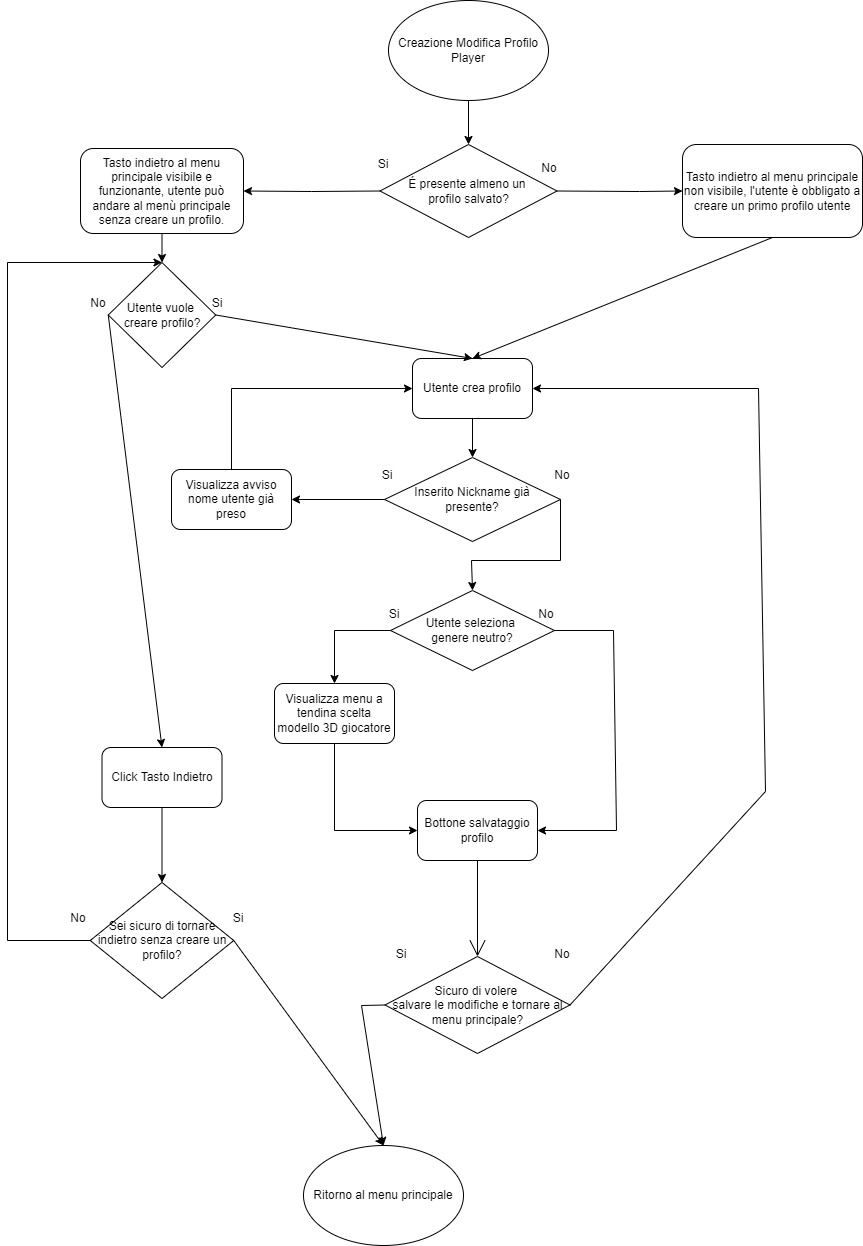 Creazione Modifica Profilo
Player
Si
No
É presente almeno un
profilo salvato?
Tasto indietro al menu
principale visibile e
funzionante, utente può
andare al menù principale
senza creare un profilo.
Tasto indietro al menu principale
non visibile, l'utente è obbligato a
creare un primo profilo utente
No
Si
Utente vuole
creare profilo?
Utente crea profilo
Si
No
Visualizza avviso
nome utente già
preso
Inserito Nickname già
presente?
Si
No
Utente seleziona
genere neutro?
Visualizza menu a
tendina scelta
modello 3D giocatore
Click Tasto Indietro
Bottone salvataggio
profilo
No
Si
Sei sicuro di tornare
indietro senza creare un
profilo?
Si
No
Sicuro di volere
salvare le modifiche e tornare al
menu principale?
Ritorno al menu principale